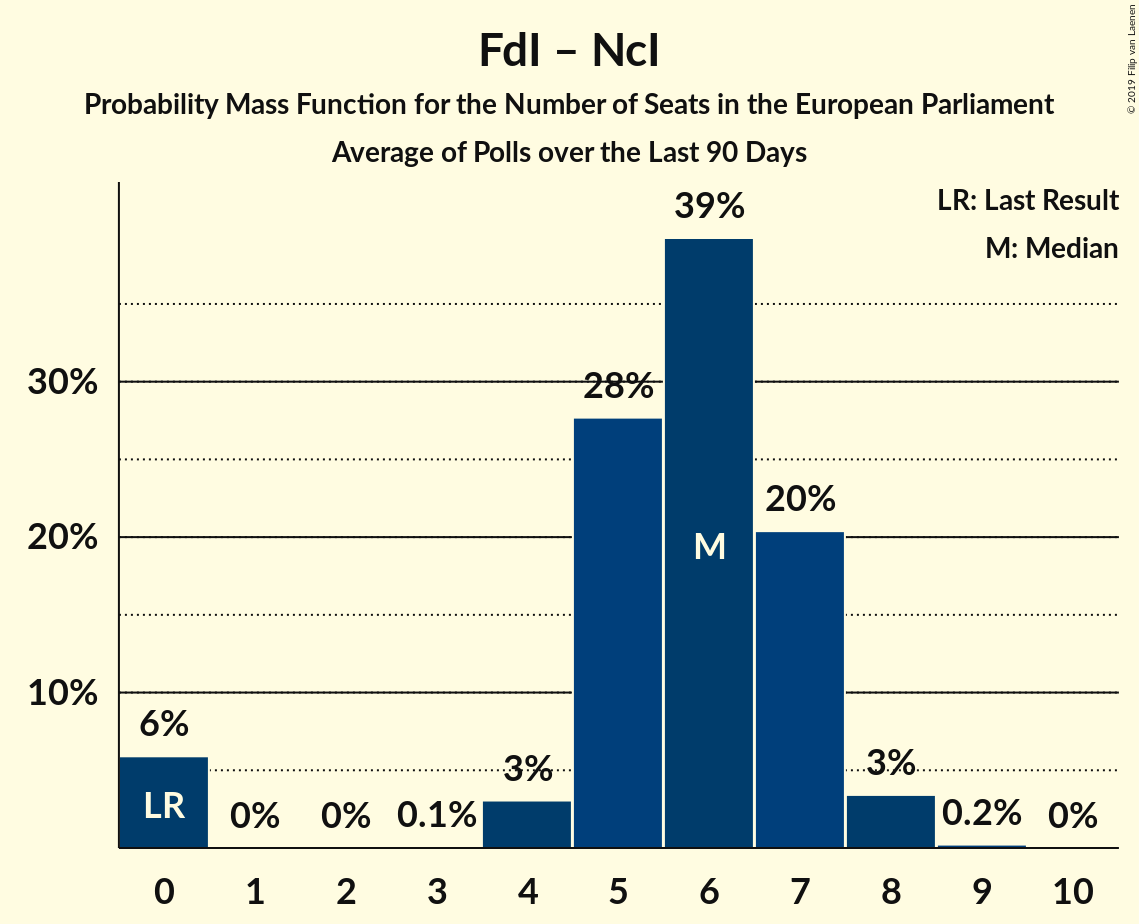 FdI – NcI
Probability Mass Function for the Number of Seats in the European Parliament
Average of Polls over the Last 90 Days
© 2019 Filip van Laenen
LR: Last Result
M: Median
39%
30%
28%
20%
20%
M
10%
6%
3%
3%
LR
0%
0%
0.1%
0.2%
0%
0 1 2 3 4 5 6 7 8 9 10